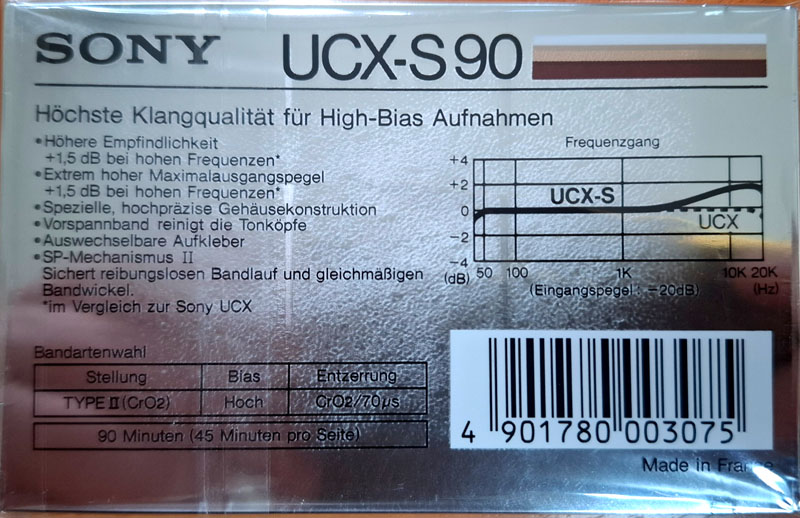 SONY UCX-S 90
Höchste Klangqualität für High-Bias Aufnahmen
•Höhere Empfindlichkeit
+1,5 dB bei hohen Frequenzen*
•Extrem hoher Maximalausgangspegel
+1,5 dB bei hohen Frequenzen*
•Spezielle, hochpräzise Gehäusekonstruktion
•Vorspannband reinigt die Tonköpfe
•Auswechselbare Aufkleber
•SP-Mechanismus II
Sichert reibungslosen Bandlauf und gleichmäßigen
Bandwickel.
*im Vergleich zur Sony UCX
Frequenzgang
+4
+2
0
−2
−4
UCX-S
UCX
(dB) 50 100 1K 10K 20K
(Eingangspegel: −20dB) (Hz)
Bandartenwahl
Stellung Bias Entzerrung
TYPE II (CrO2) Hoch CrO2/70µs
90 Minuten (45 Minuten pro Seite)
4 901780 003075
Made in France